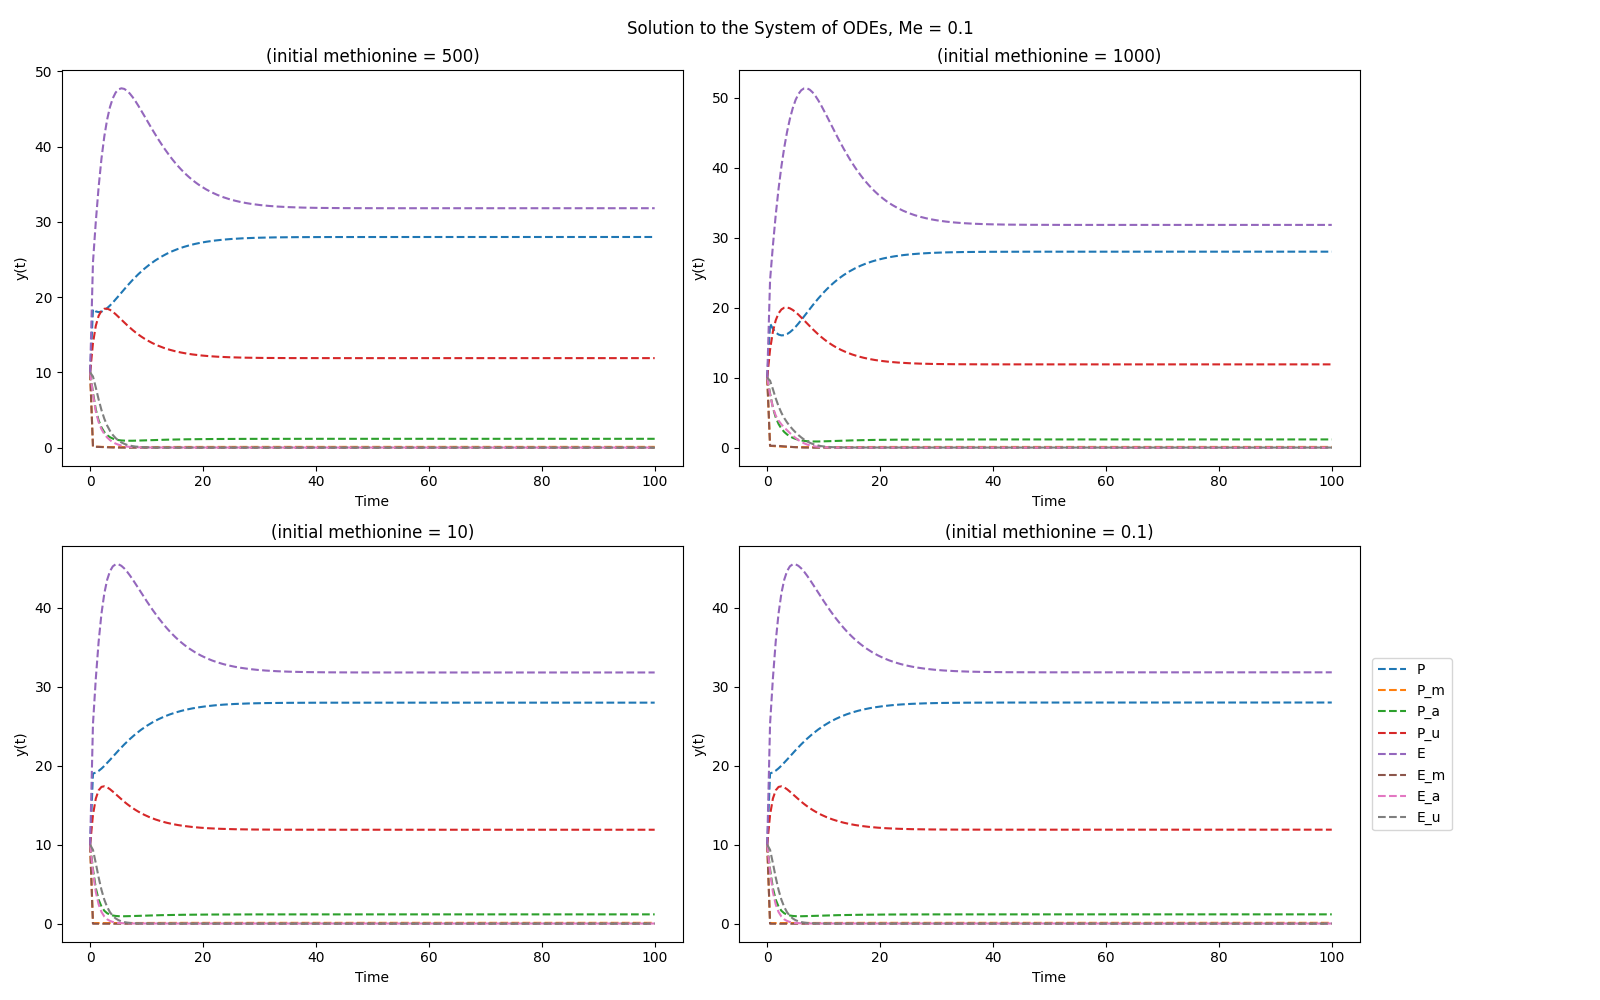 Solution to the System of ODEs, Me = 0.1
(initial methionine = 500)
50
40
30
20
10
0
y(t)
0 20 40 60 80 100
Time
(initial methionine = 1000)
50
40
30
20
10
0
y(t)
0 20 40 60 80 100
Time
(initial methionine = 10)
40
30
20
10
0
y(t)
0 20 40 60 80 100
Time
(initial methionine = 0.1)
40
30
20
10
0
y(t)
0 20 40 60 80 100
Time
P
P_m
P_a
P_u
E
E_m
E_a
E_u